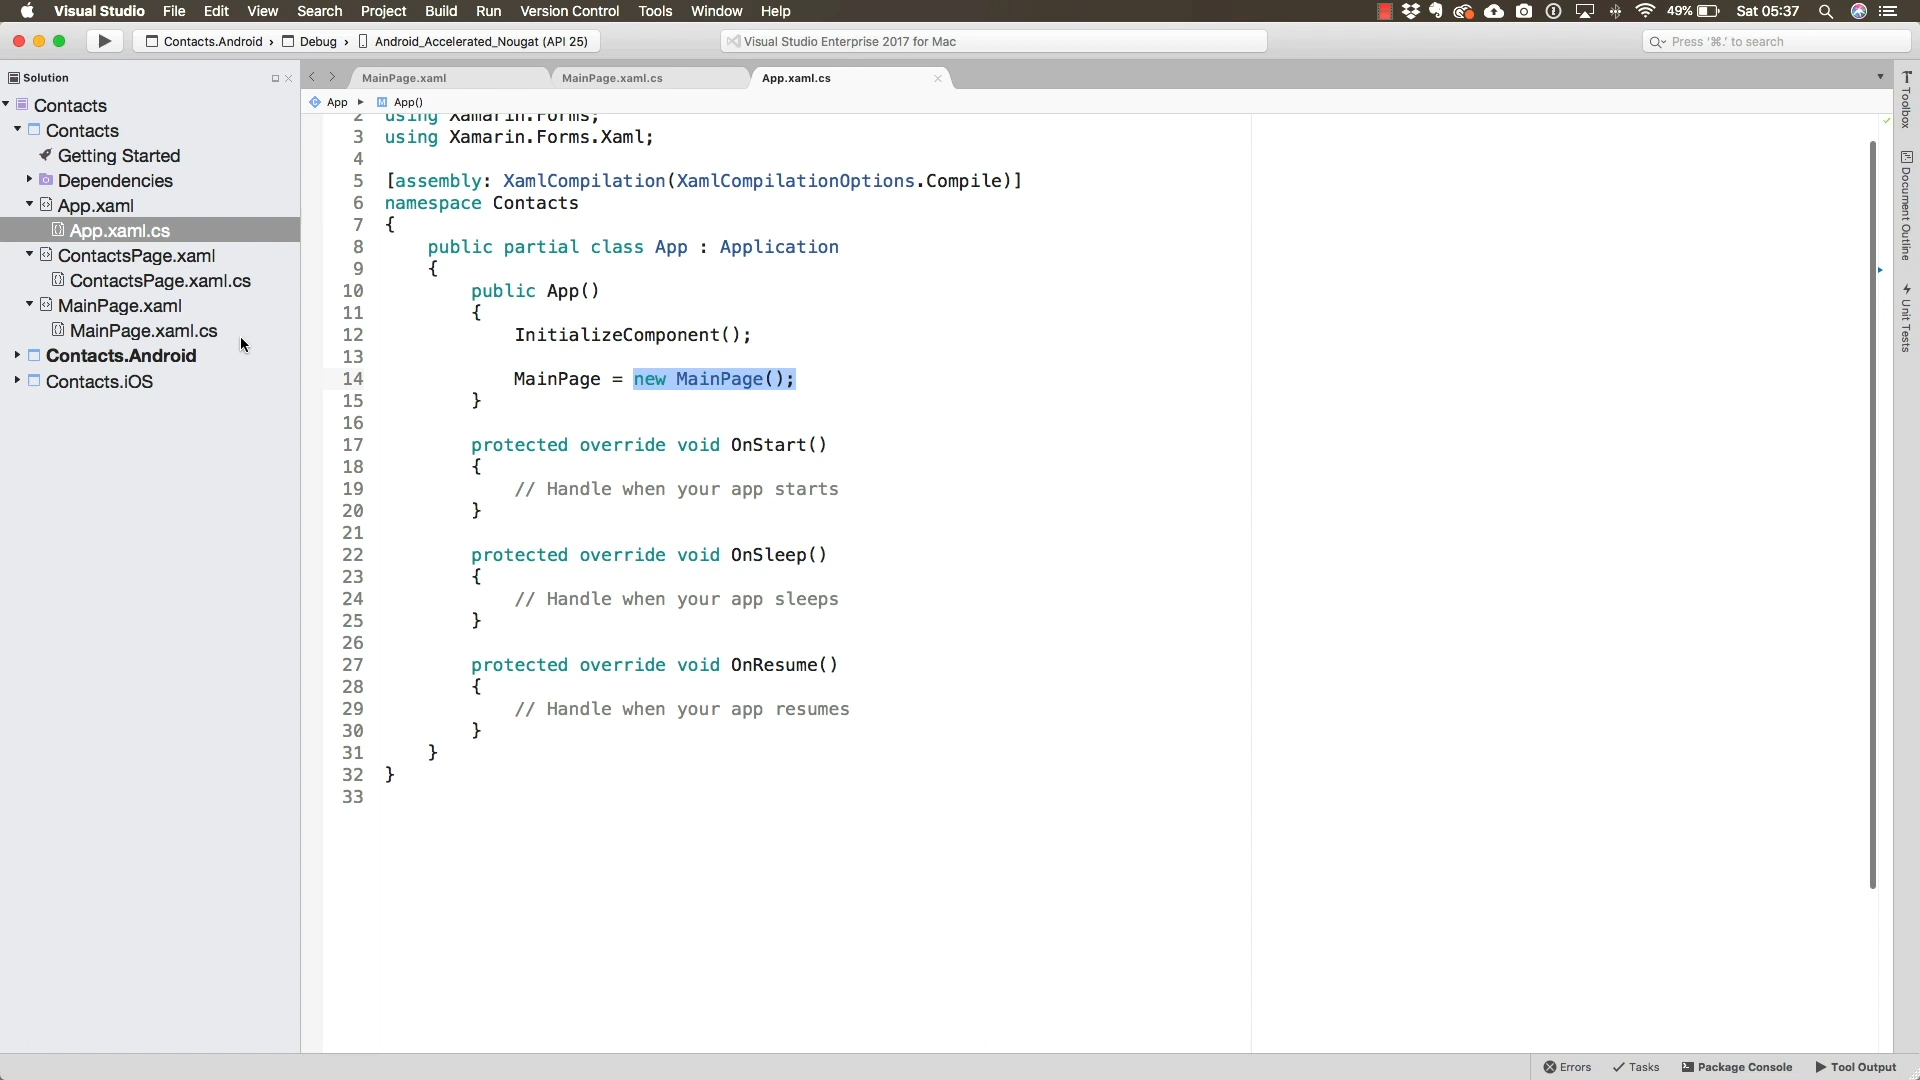 Visual Studio File Edit View Search Project Build Run Version Control Tools Window Help 49% Sat 05:37
Contacts.Android › Debug › Android_Accelerated_Nougat (API 25) Visual Studio Enterprise 2017 for Mac Press '⌘.' to search
Solution
Contacts
Contacts
Getting Started
Dependencies
App.xaml
App.xaml.cs
ContactsPage.xaml
ContactsPage.xaml.cs
MainPage.xaml
MainPage.xaml.cs
Contacts.Android
Contacts.iOS
MainPage.xaml MainPage.xaml.cs App.xaml.cs
App App()
2 using Xamarin.Forms;
3 using Xamarin.Forms.Xaml;
4
5 [assembly: XamlCompilation(XamlCompilationOptions.Compile)]
6 namespace Contacts
7 {
8 public partial class App : Application
9 {
10 public App()
11 {
12 InitializeComponent();
13
14 MainPage = new MainPage();
15 }
16
17 protected override void OnStart()
18 {
19 // Handle when your app starts
20 }
21
22 protected override void OnSleep()
23 {
24 // Handle when your app sleeps
25 }
26
27 protected override void OnResume()
28 {
29 // Handle when your app resumes
30 }
31 }
32 }
33
Toolbox
Document Outline
Unit Tests
Errors Tasks Package Console Tool Output